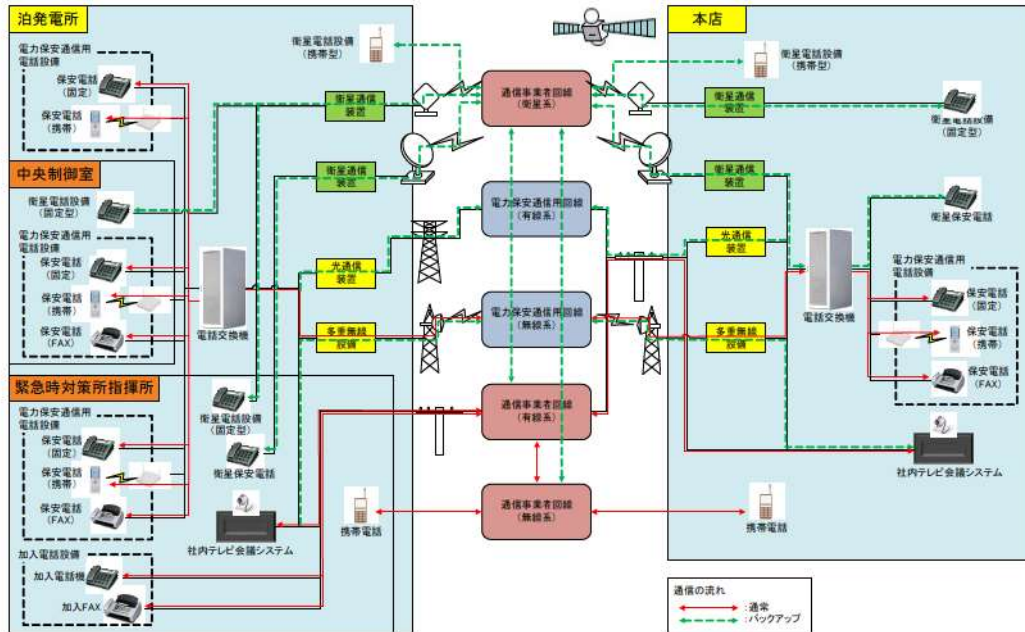 泊発電所
電力保安通信用
電話設備
保安電話
(固定)
保安電話
(携帯)
中央制御室
衛星電話設備
(固定型)
電力保安通信用
電話設備
保安電話
(固定)
保安電話
(携帯)
保安電話
(FAX)
電話交換機
緊急時対策所指揮所
電力保安通信用
電話設備
保安電話
(固定)
保安電話
(携帯)
保安電話
(FAX)
加入電話設備
加入電話機
加入FAX
衛星電話設備
(固定型)
衛星保安電話
社内テレビ会議システム
携帯電話
衛星電話設備
(携帯型)
衛星通信
装置
衛星通信
装置
光通信
装置
多重無線
設備
通信事業者回線
(衛星系)
電力保安通信用回線
(有線系)
電力保安通信用回線
(無線系)
通信事業者回線
(有線系)
通信事業者回線
(無線系)
本店
衛星電話設備
(携帯型)
衛星通信
装置
衛星電話設備
(固定型)
衛星通信
装置
衛星保安電話
光通信
装置
電話交換機
多重無線
設備
電力保安通信用
電話設備
保安電話
(固定)
保安電話
(携帯)
保安電話
(FAX)
社内テレビ会議システム
携帯電話
通信の流れ
:通常
:バックアップ